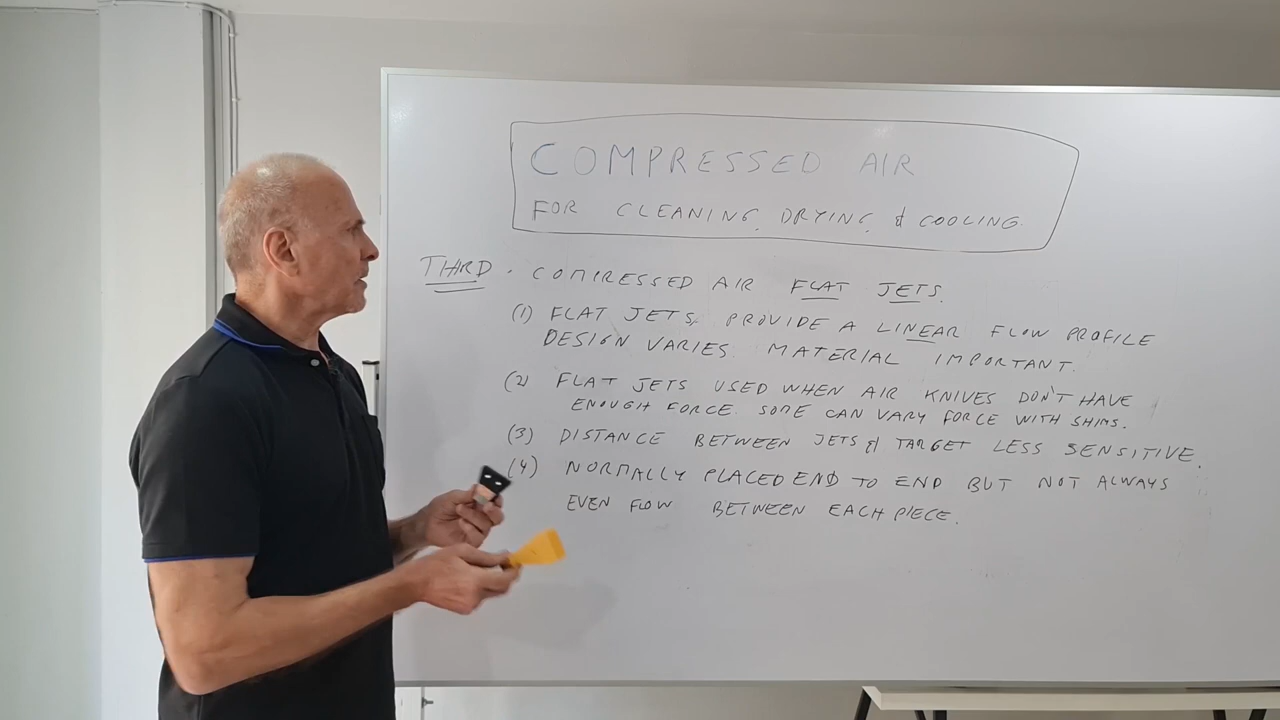 COMPRESSED AIR
FOR CLEANING, DRYING, & COOLING.
THIRD. COMPRESSED AIR FLAT JETS.
(1) FLAT JETS, PROVIDE A LINEAR FLOW PROFILE
DESIGN VARIES. MATERIAL IMPORTANT.
(2) FLAT JETS USED WHEN AIR KNIVES DON'T HAVE
ENOUGH FORCE. SOME CAN VARY FORCE WITH SHIMS.
(3) DISTANCE BETWEEN JETS & TARGET LESS SENSITIVE.
(4) NORMALLY PLACED END TO END BUT NOT ALWAYS
EVEN FLOW BETWEEN EACH PIECE.